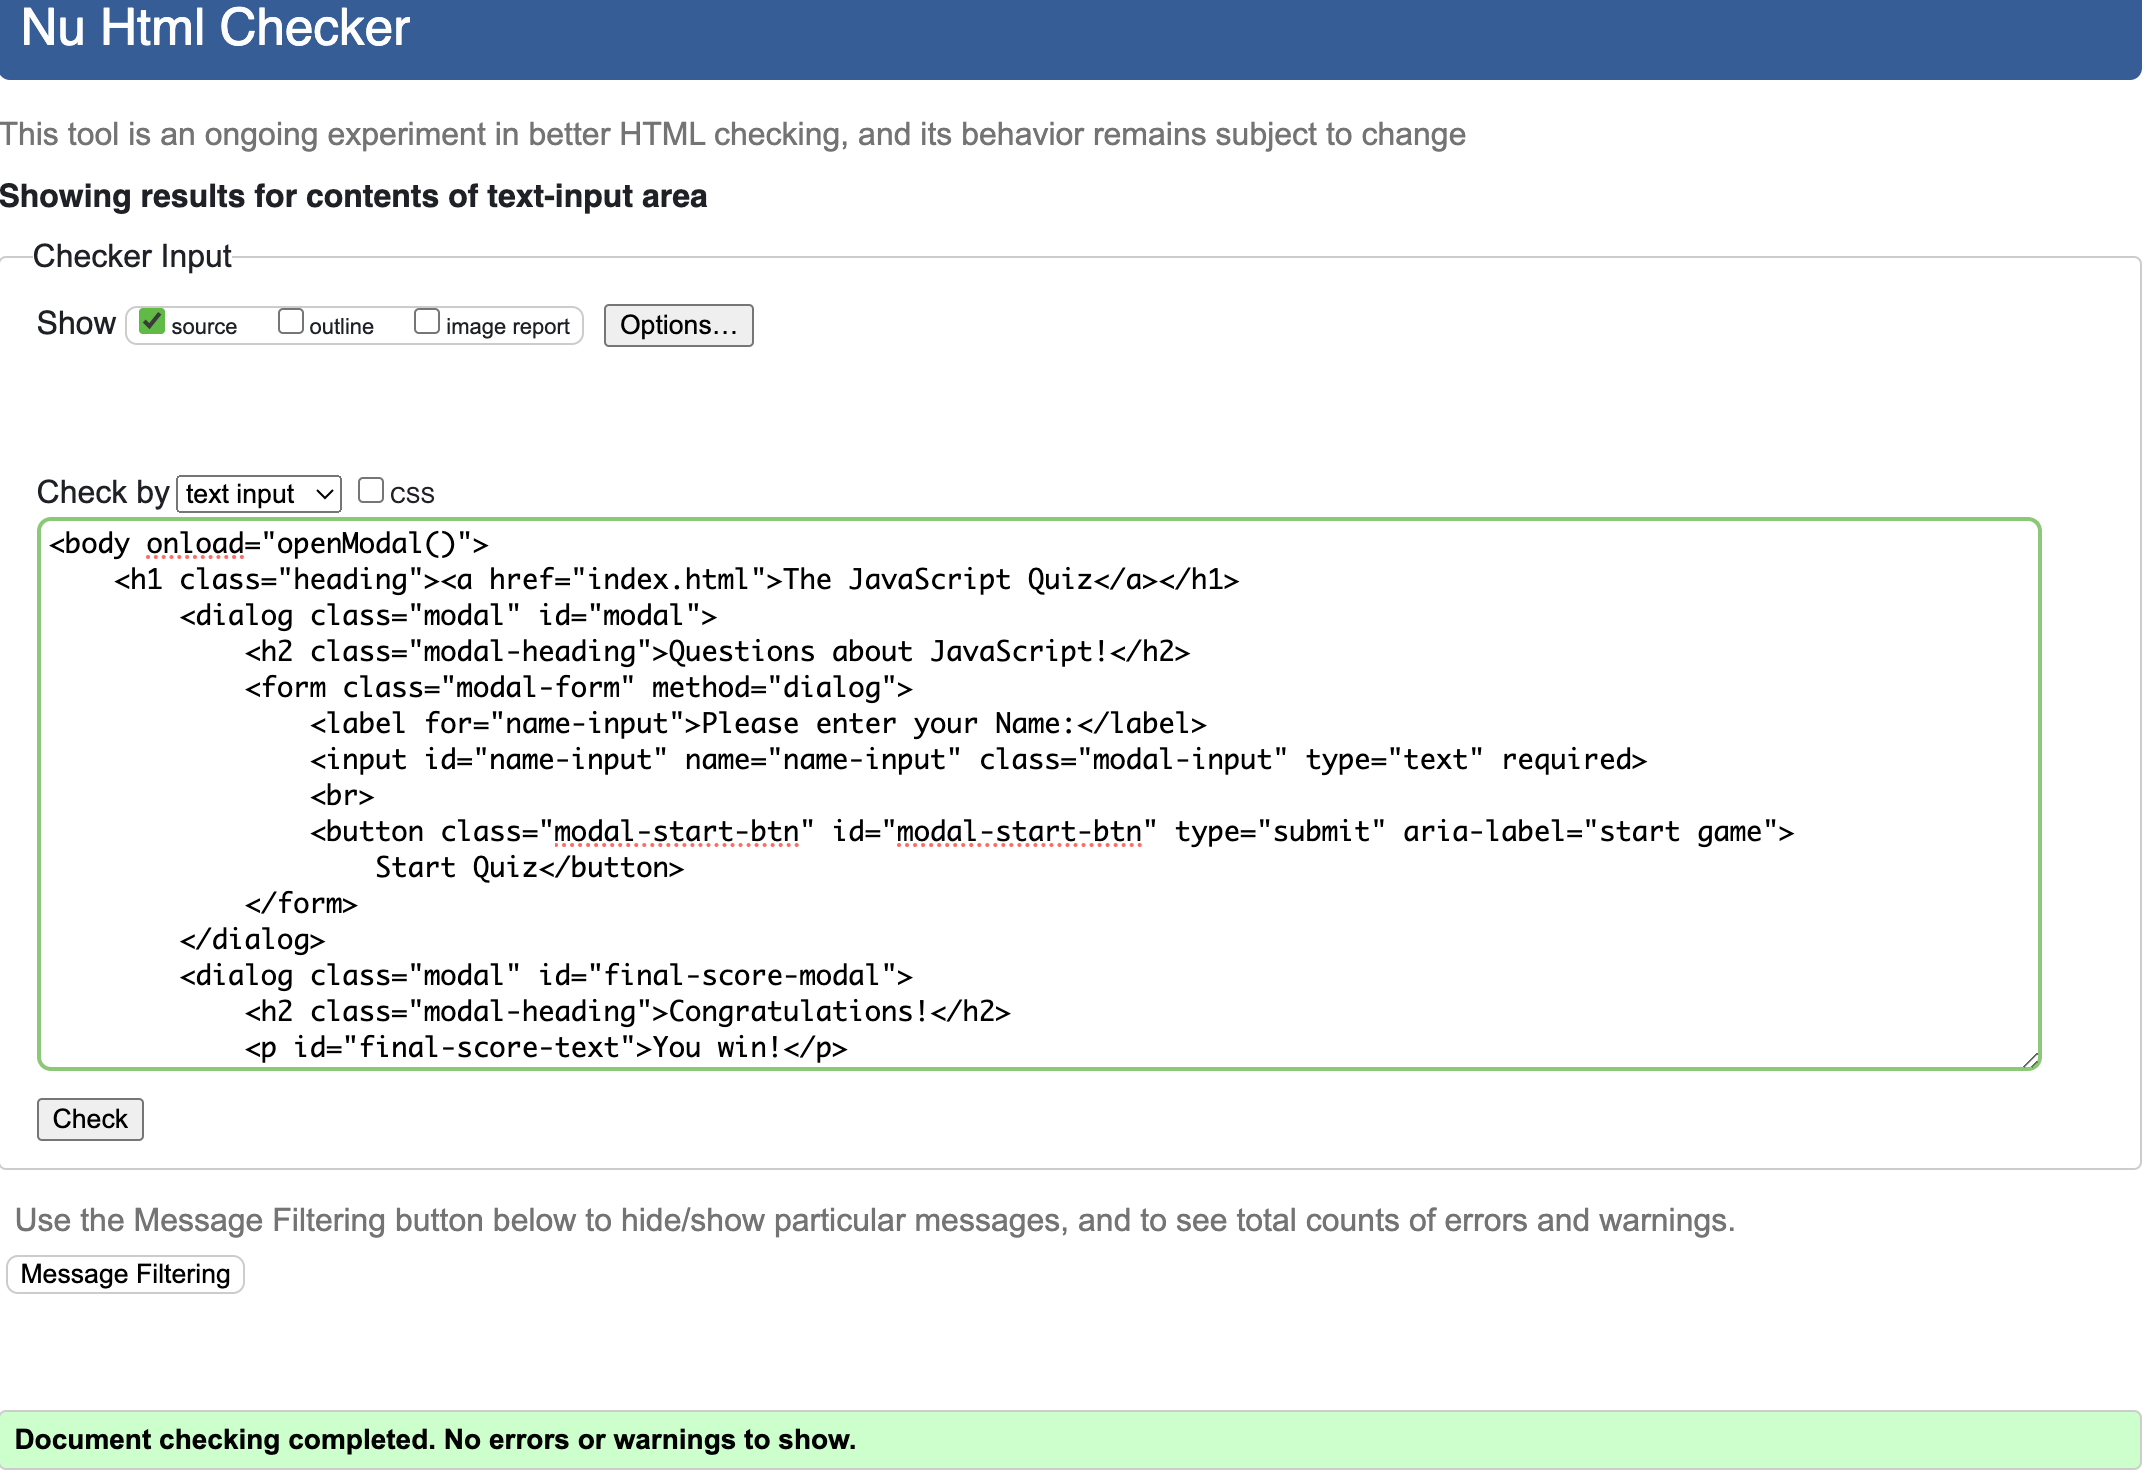 Nu Html Checker
This tool is an ongoing experiment in better HTML checking, and its behavior remains subject to change
Showing results for contents of text-input area
Checker Input
Show source outline image report Options...
Check by text input css
<body onload="openModal()">
    <h1 class="heading"><a href="index.html">The JavaScript Quiz</a></h1>
        <dialog class="modal" id="modal">
            <h2 class="modal-heading">Questions about JavaScript!</h2>
            <form class="modal-form" method="dialog">
                <label for="name-input">Please enter your Name:</label>
                <input id="name-input" name="name-input" class="modal-input" type="text" required>
                <br>
                <button class="modal-start-btn" id="modal-start-btn" type="submit" aria-label="start game">
                    Start Quiz</button>
            </form>
        </dialog>
        <dialog class="modal" id="final-score-modal">
            <h2 class="modal-heading">Congratulations!</h2>
            <p id="final-score-text">You win!</p>
Check
Use the Message Filtering button below to hide/show particular messages, and to see total counts of errors and warnings.
Message Filtering
Document checking completed. No errors or warnings to show.